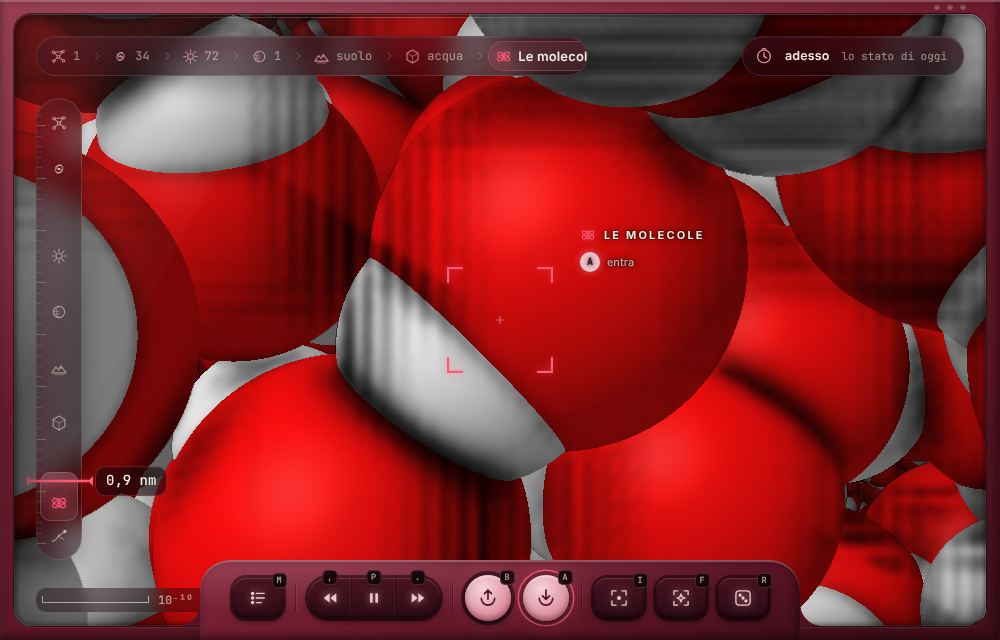 1 34 72 1 suolo acqua Le molecol
adesso lo stato di oggi
LE MOLECOLE
A entra
0,9 nm
10⁻¹⁰
M , P . B A I F R